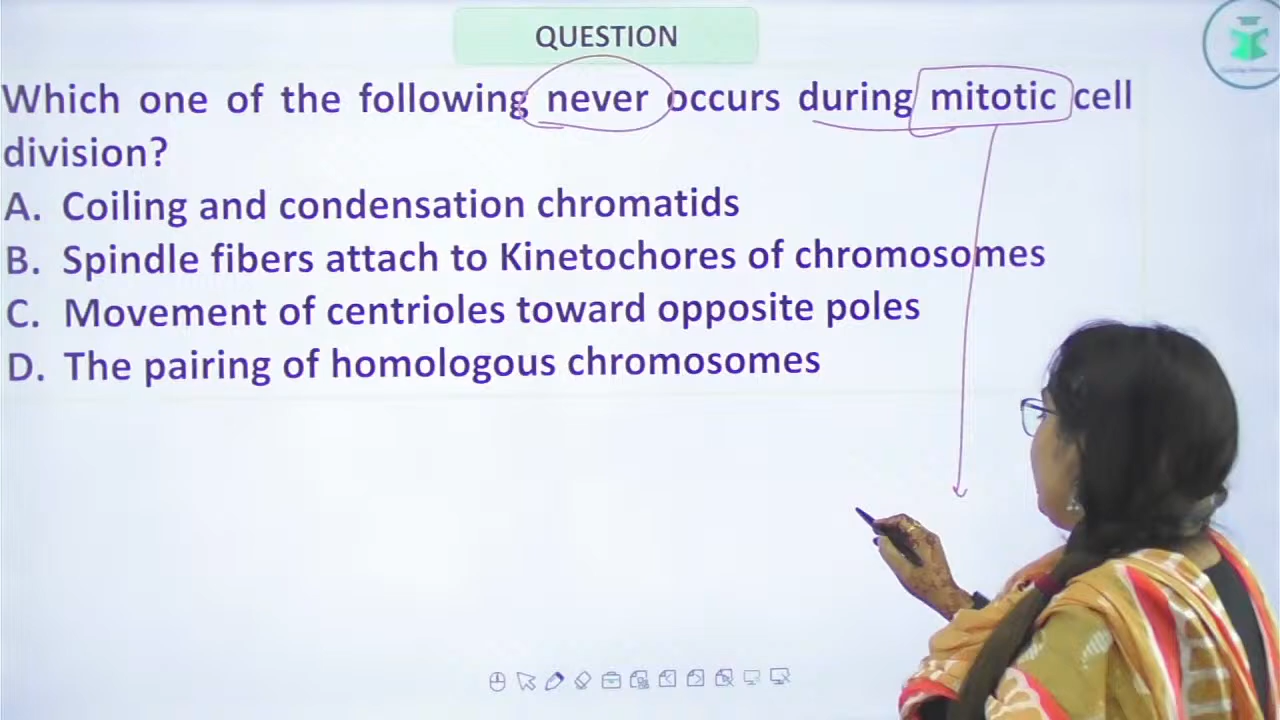 QUESTION
Which one of the following never occurs during mitotic cell
division?
A. Coiling and condensation chromatids
B. Spindle fibers attach to Kinetochores of chromosomes
C. Movement of centrioles toward opposite poles
D. The pairing of homologous chromosomes